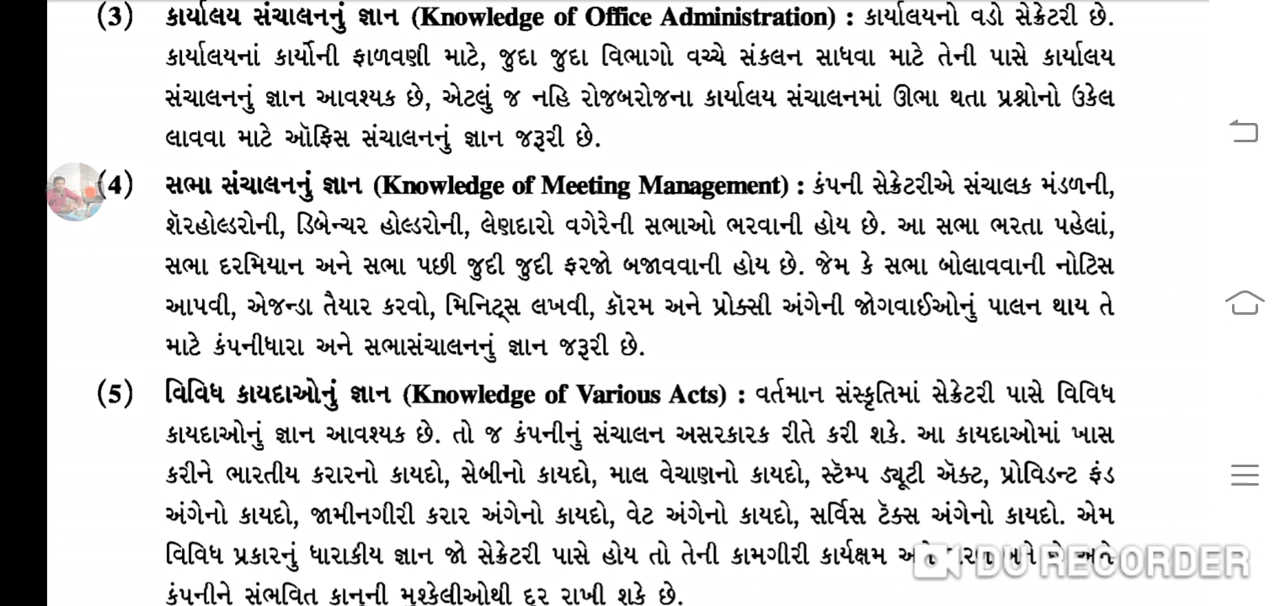 (3) કાર્યાલય સંચાલનનું જ્ઞાન (Knowledge of Office Administration) : કાર્યાલયનો વડો સેક્રેટરી છે.
કાર્યાલયનાં કાર્યોની ફાળવણી માટે, જુદા જુદા વિભાગો વચ્ચે સંકલન સાધવા માટે તેની પાસે કાર્યાલય
સંચાલનનું જ્ઞાન આવશ્યક છે, એટલું જ નહિ રોજબરોજના કાર્યાલય સંચાલનમાં ઊભા થતા પ્રશ્નોનો ઉકેલ
લાવવા માટે ઑફિસ સંચાલનનું જ્ઞાન જરૂરી છે.
(4) સભા સંચાલનનું જ્ઞાન (Knowledge of Meeting Management) : કંપની સેક્રેટરીએ સંચાલક મંડળની,
શૅરહોલ્ડરોની, ડિબેન્ચર હોલ્ડરોની, લેણદારો વગેરેની સભાઓ ભરવાની હોય છે. આ સભા ભરતા પહેલાં,
સભા દરમિયાન અને સભા પછી જુદી જુદી ફરજો બજાવવાની હોય છે. જેમ કે સભા બોલાવવાની નોટિસ
આપવી, એજન્ડા તૈયાર કરવો, મિનિટ્સ લખવી, કૉરમ અને પ્રોક્સી અંગેની જોગવાઈઓનું પાલન થાય તે
માટે કંપનીધારા અને સભાસંચાલનનું જ્ઞાન જરૂરી છે.
(5) વિવિધ કાયદાઓનું જ્ઞાન (Knowledge of Various Acts) : વર્તમાન સંસ્કૃતિમાં સેક્રેટરી પાસે વિવિધ
કાયદાઓનું જ્ઞાન આવશ્યક છે. તો જ કંપનીનું સંચાલન અસરકારક રીતે કરી શકે. આ કાયદાઓમાં ખાસ
કરીને ભારતીય કરારનો કાયદો, સેબીનો કાયદો, માલ વેચાણનો કાયદો, સ્ટૅમ્પ ડ્યૂટી ઍક્ટ, પ્રોવિડન્ટ ફંડ
અંગેનો કાયદો, જામીનગીરી કરાર અંગેનો કાયદો, વેટ અંગેનો કાયદો, સર્વિસ ટૅક્સ અંગેનો કાયદો. એમ
વિવિધ પ્રકારનું ધારાકીય જ્ઞાન જો સેક્રેટરી પાસે હોય તો તેની કામગીરી કાર્યક્ષમ
DU RECORDER
કંપનીને સંભવિત કાનૂની મુશ્કેલીઓથી દૂર રાખી શકે છે.